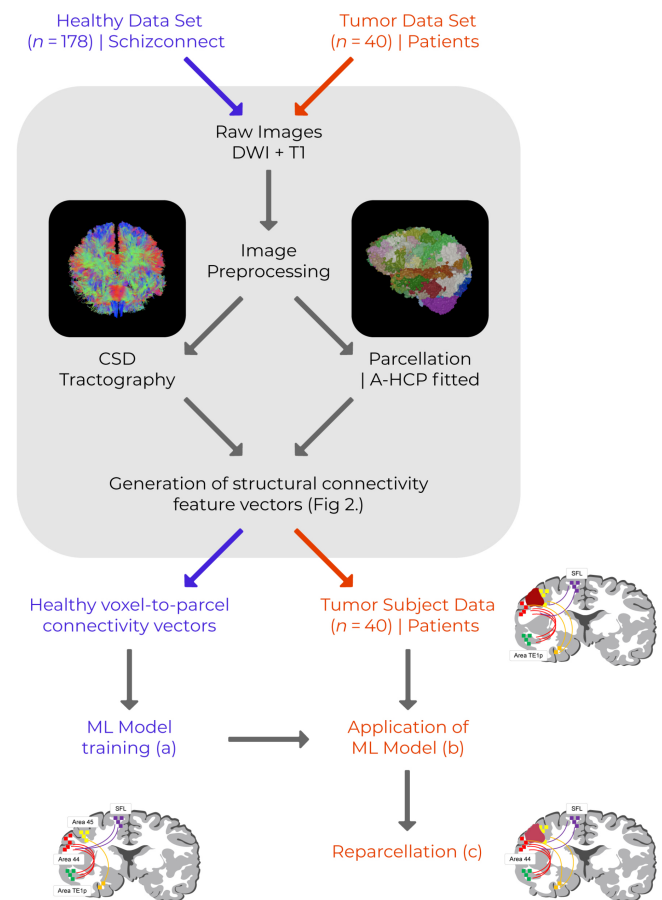 Healthy Data Set
(n = 178) | Schizconnect
Tumor Data Set
(n = 40) | Patients
Raw Images
DWI + T1
Image
Preprocessing
CSD
Tractography
Parcellation
| A-HCP fitted
Generation of structural connectivity
feature vectors (Fig 2.)
Healthy voxel-to-parcel
connectivity vectors
Tumor Subject Data
(n = 40) | Patients
SFL
Area TE1p
ML Model
training (a)
Application of
ML Model (b)
Reparcellation (c)
SFL
Area 45
Area 44
Area TE1p
SFL
Area 44